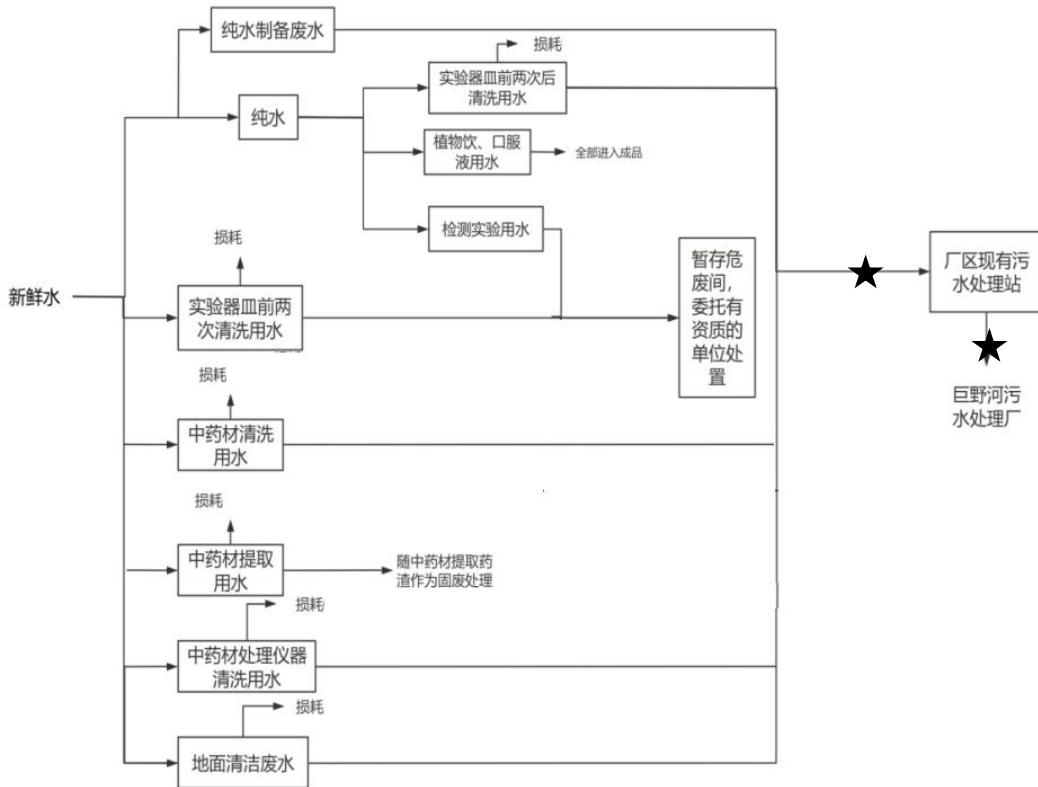 纯水制备废水
损耗
实验器皿前两次后
清洗用水
纯水
植物饮、口服
液用水
全部进入成品
检测实验用水
损耗
新鲜水
实验器皿前两
次清洗用水
暂存危
废间，
委托有
资质的
单位处
置
厂区现有污
水处理站
巨野河污
水处理厂
损耗
中药材清洗
用水
损耗
中药材提取
用水
随中药材提取药
渣作为固废处理
损耗
中药材处理仪器
清洗用水
损耗
地面清洁废水